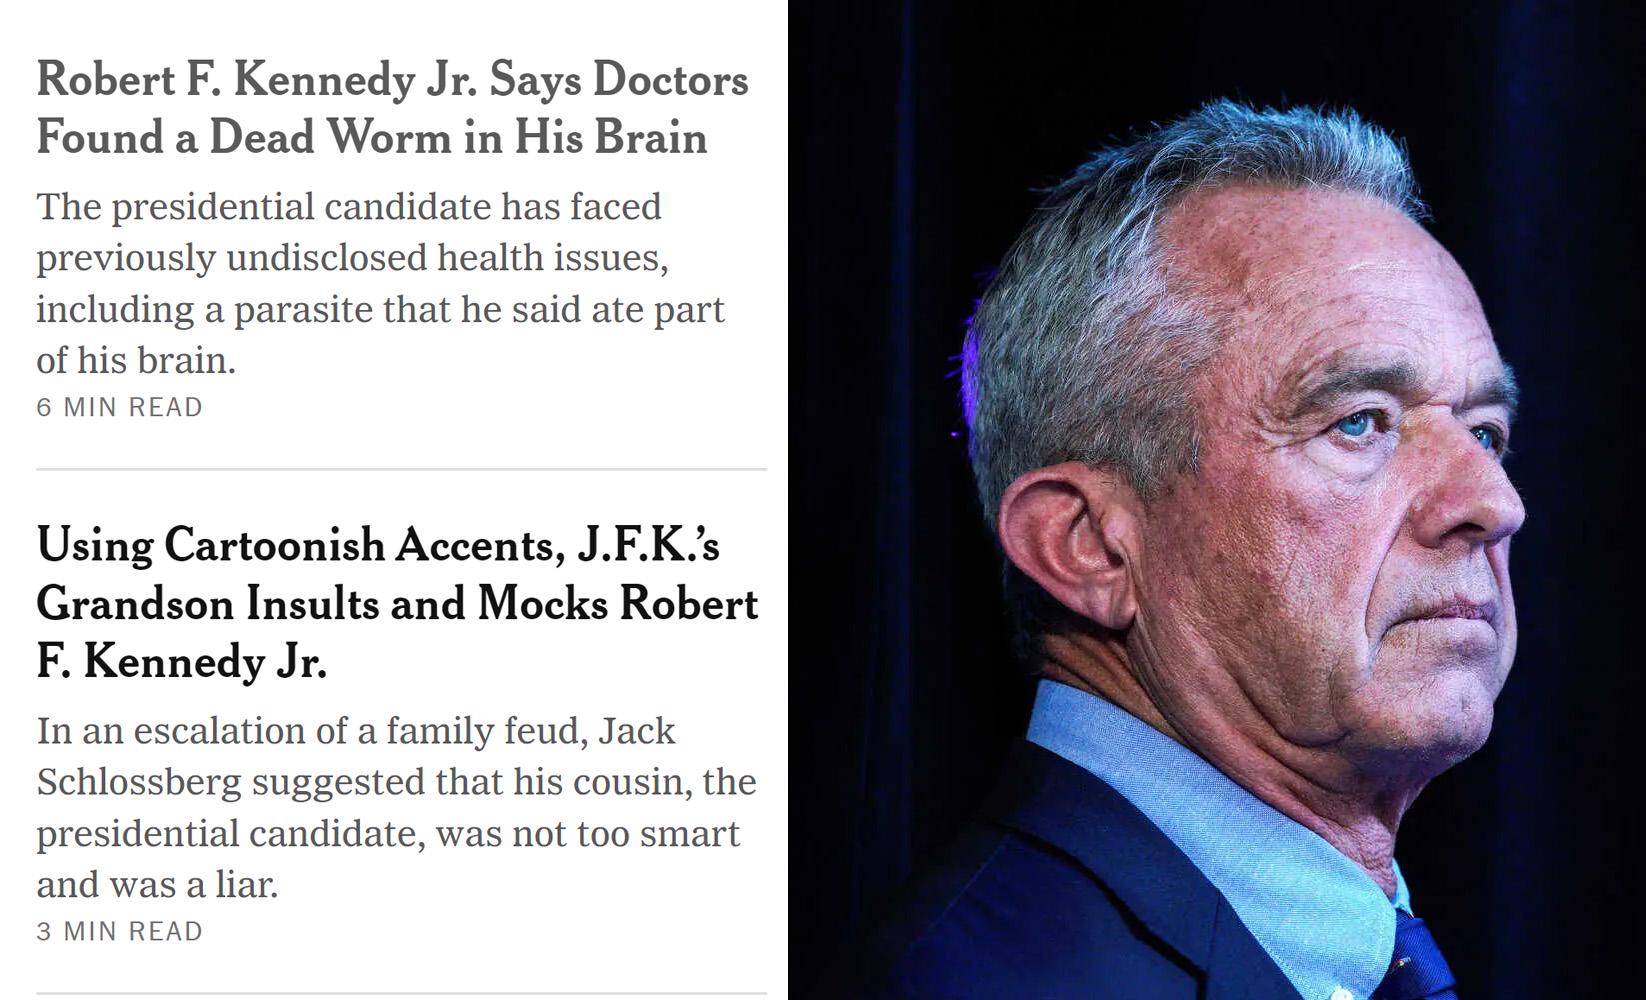 Robert F. Kennedy Jr. Says Doctors
Found a Dead Worm in His Brain
The presidential candidate has faced
previously undisclosed health issues,
including a parasite that he said ate part
of his brain.
6 MIN READ
Using Cartoonish Accents, J.F.K.’s
Grandson Insults and Mocks Robert
F. Kennedy Jr.
In an escalation of a family feud, Jack
Schlossberg suggested that his cousin, the
presidential candidate, was not too smart
and was a liar.
3 MIN READ